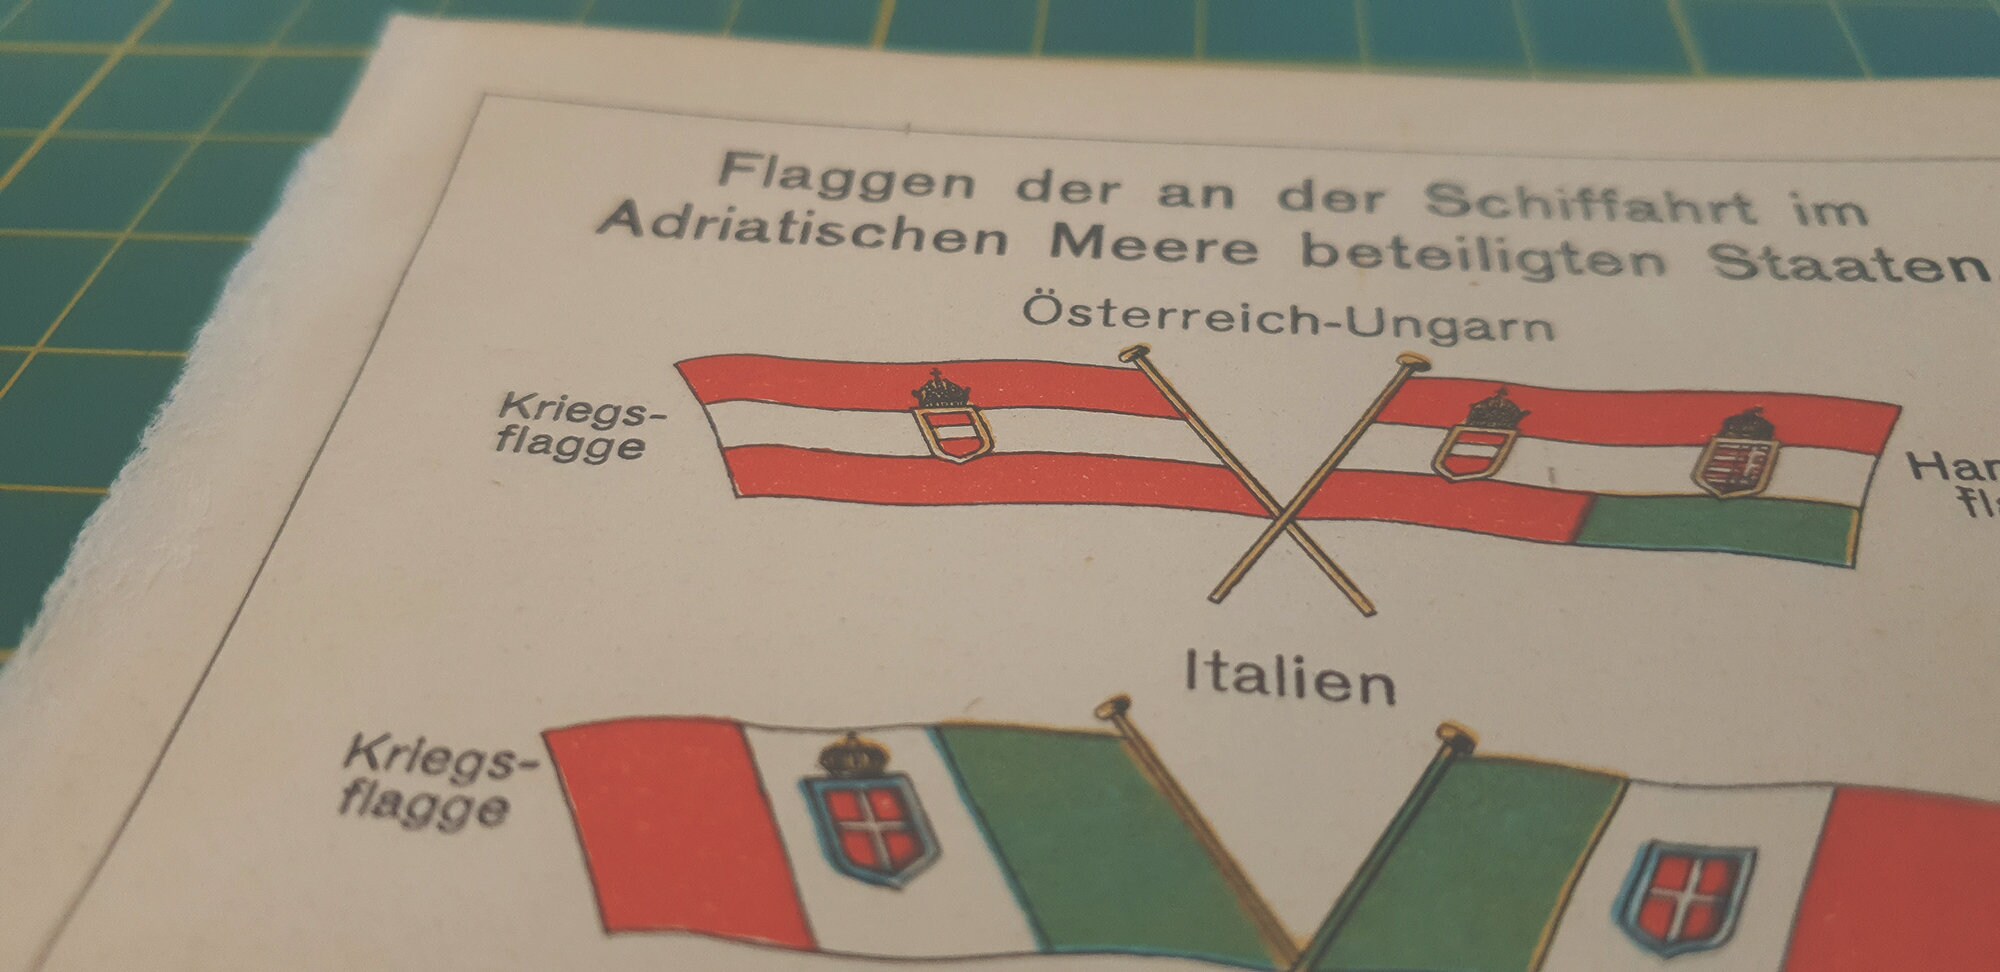 Flaggen der an der Schiffahrt im
Adriatischen Meere beteiligten Staaten
Österreich-Ungarn
Kriegs-
flagge
Italien
Kriegs-
flagge